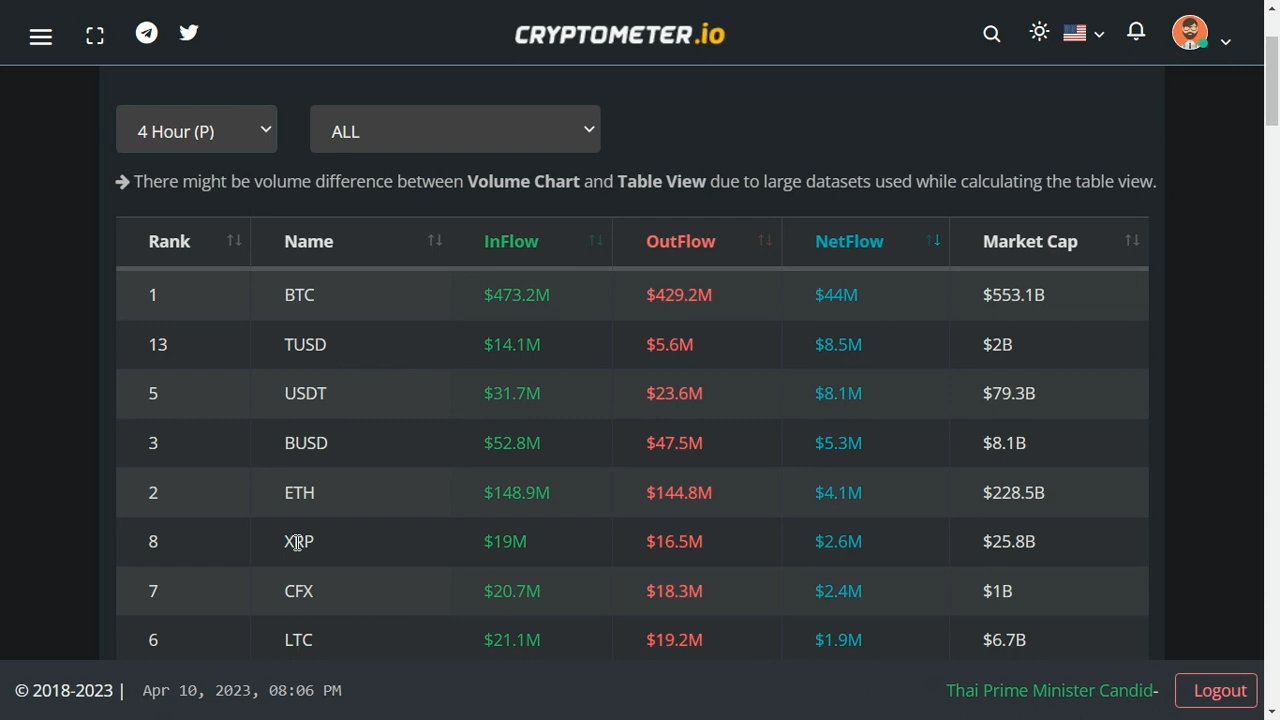 CRYPTOMETER.io
4 Hour (P) ALL
There might be volume difference between Volume Chart and Table View due to large datasets used while calculating the table view.
Rank Name InFlow OutFlow NetFlow Market Cap
1 BTC $473.2M $429.2M $44M $553.1B
13 TUSD $14.1M $5.6M $8.5M $2B
5 USDT $31.7M $23.6M $8.1M $79.3B
3 BUSD $52.8M $47.5M $5.3M $8.1B
2 ETH $148.9M $144.8M $4.1M $228.5B
8 XRP $19M $16.5M $2.6M $25.8B
7 CFX $20.7M $18.3M $2.4M $1B
6 LTC $21.1M $19.2M $1.9M $6.7B
© 2018-2023 | Apr 10, 2023, 08:06 PM Thai Prime Minister Candid- Logout